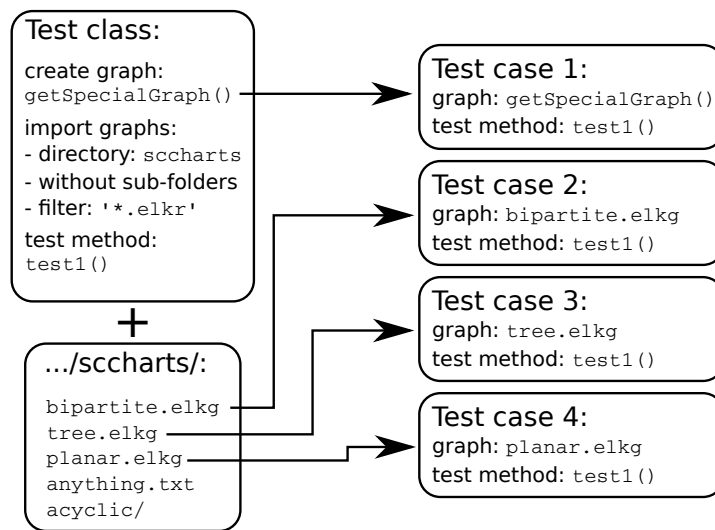 Test class:
create graph:
getSpecialGraph()
import graphs:
- directory: sccharts
- without sub-folders
- filter: '*.elkr'
test method:
test1()
+
.../sccharts/:
bipartite.elkg
tree.elkg
planar.elkg
anything.txt
acyclic/
Test case 1:
graph: getSpecialGraph()
test method: test1()
Test case 2:
graph: bipartite.elkg
test method: test1()
Test case 3:
graph: tree.elkg
test method: test1()
Test case 4:
graph: planar.elkg
test method: test1()